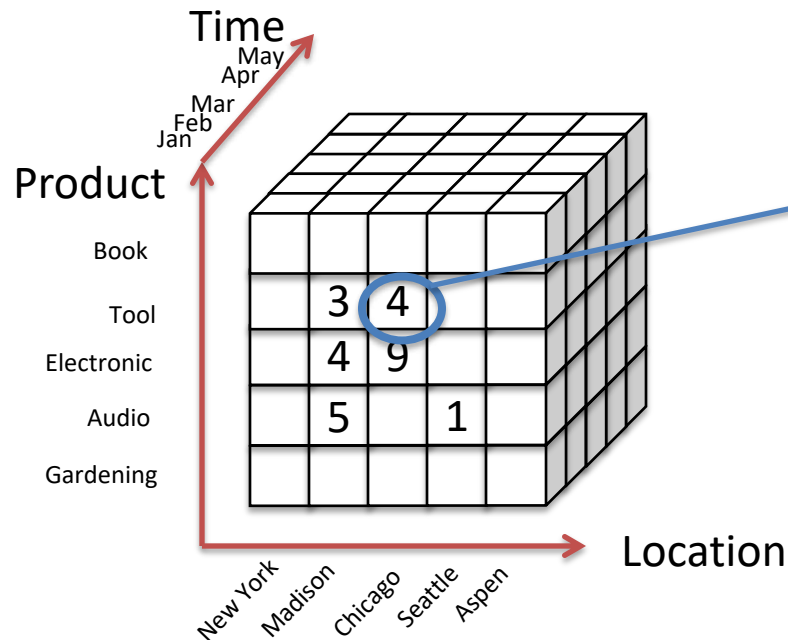 Time
May
Apr
Mar
Feb
Jan
Product
Book
Tool
3 4
Electronic
4 9
Audio
5 1
Gardening
Location
New York
Madison
Chicago
Seattle
Aspen